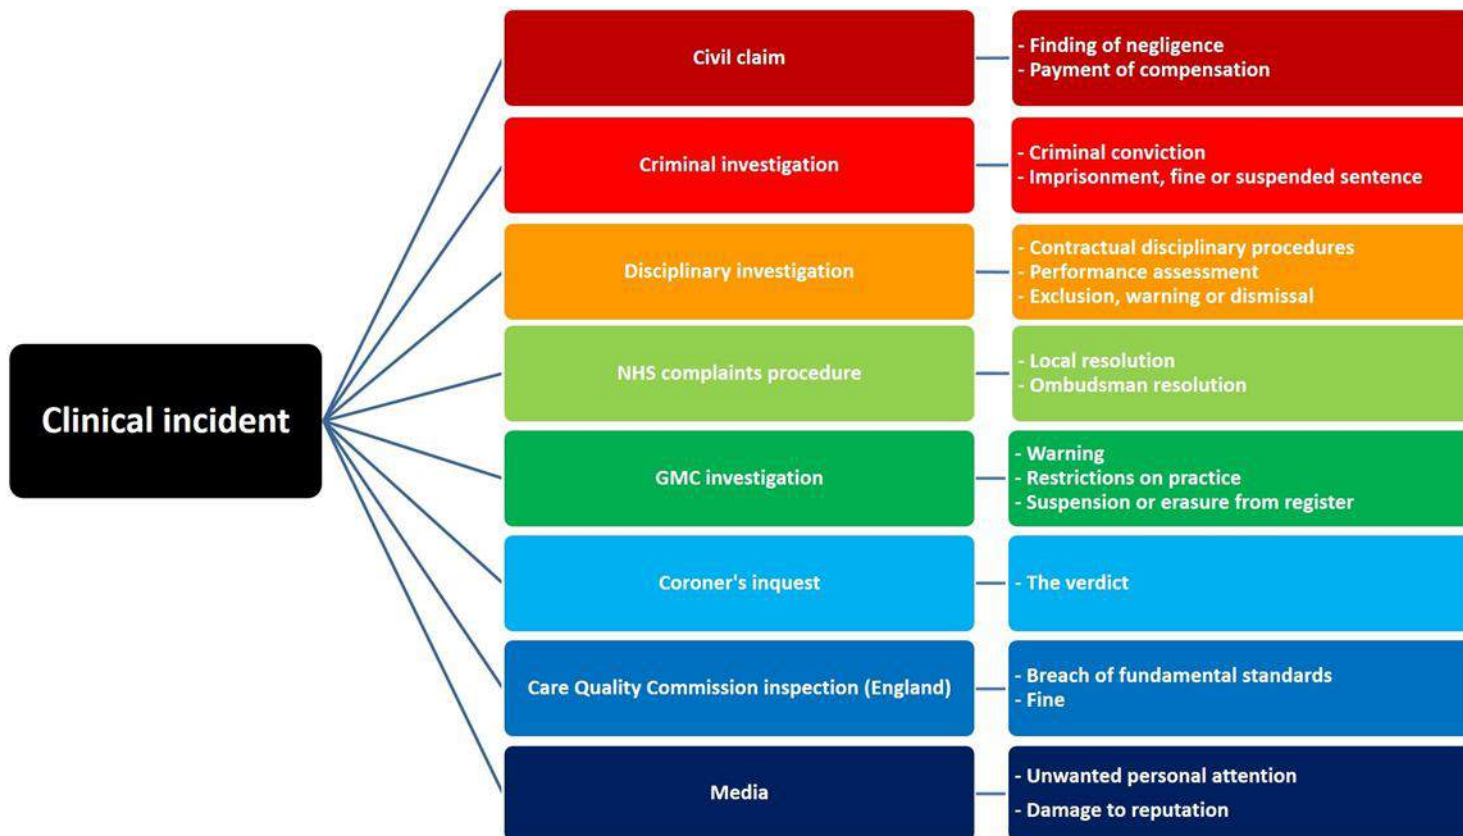 Clinical incident
Civil claim
- Finding of negligence
- Payment of compensation
Criminal investigation
- Criminal conviction
- Imprisonment, fine or suspended sentence
Disciplinary investigation
- Contractual disciplinary procedures
- Performance assessment
- Exclusion, warning or dismissal
NHS complaints procedure
- Local resolution
- Ombudsman resolution
GMC investigation
- Warning
- Restrictions on practice
- Suspension or erasure from register
Coroner's inquest
- The verdict
Care Quality Commission inspection (England)
- Breach of fundamental standards
- Fine
Media
- Unwanted personal attention
- Damage to reputation